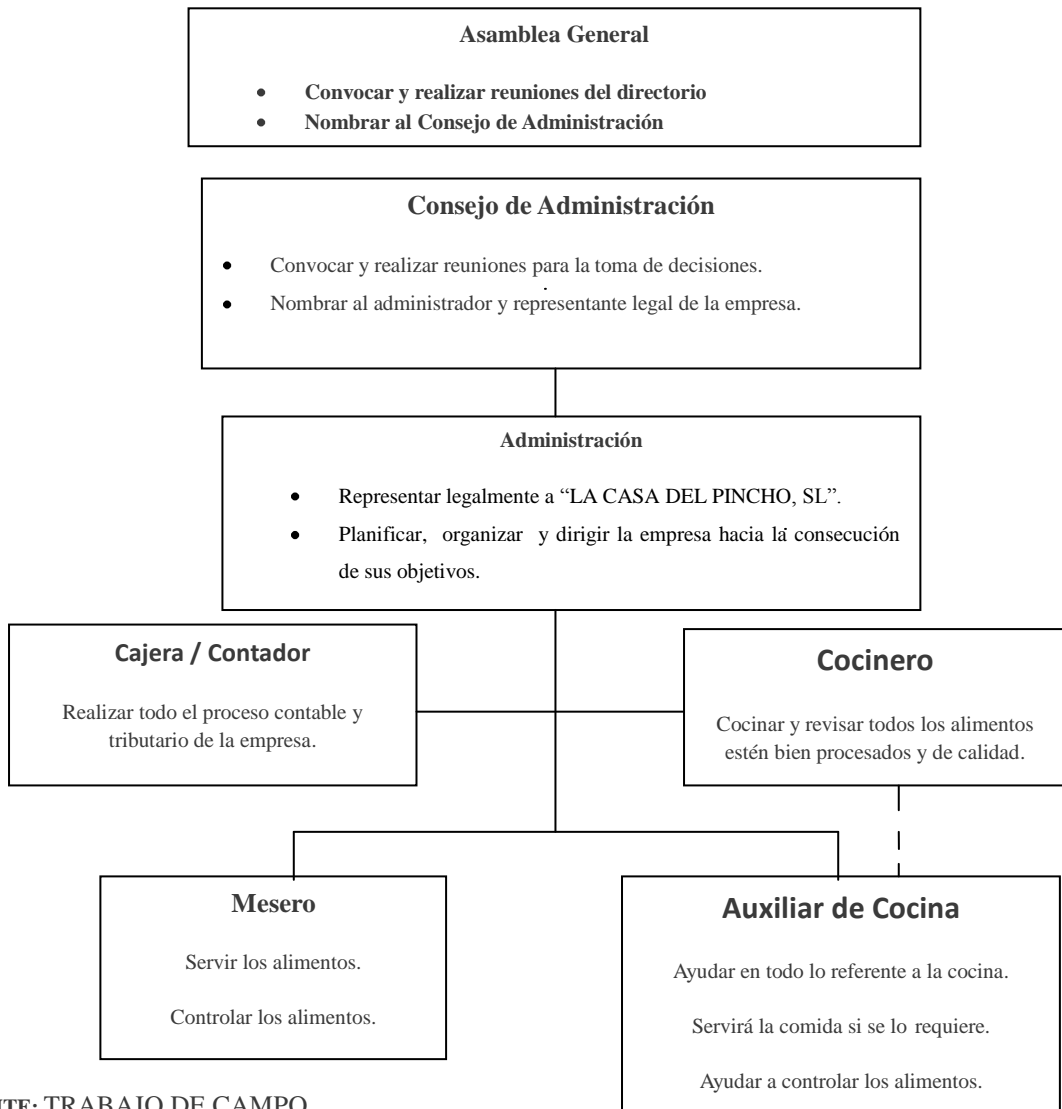 Asamblea General
• Convocar y realizar reuniones del directorio
• Nombrar al Consejo de Administración
Consejo de Administración
• Convocar y realizar reuniones para la toma de decisiones.
• Nombrar al administrador y representante legal de la empresa.
Administración
• Representar legalmente a “LA CASA DEL PINCHO, SL”.
• Planificar, organizar y dirigir la empresa hacia la consecución
de sus objetivos.
Cajera / Contador
Realizar todo el proceso contable y
tributario de la empresa.
Cocinero
Cocinar y revisar todos los alimentos
estén bien procesados y de calidad.
Mesero
Servir los alimentos.
Controlar los alimentos.
Auxiliar de Cocina
Ayudar en todo lo referente a la cocina.
Servirá la comida si se lo requiere.
Ayudar a controlar los alimentos.
TRABAJO DE CAMPO